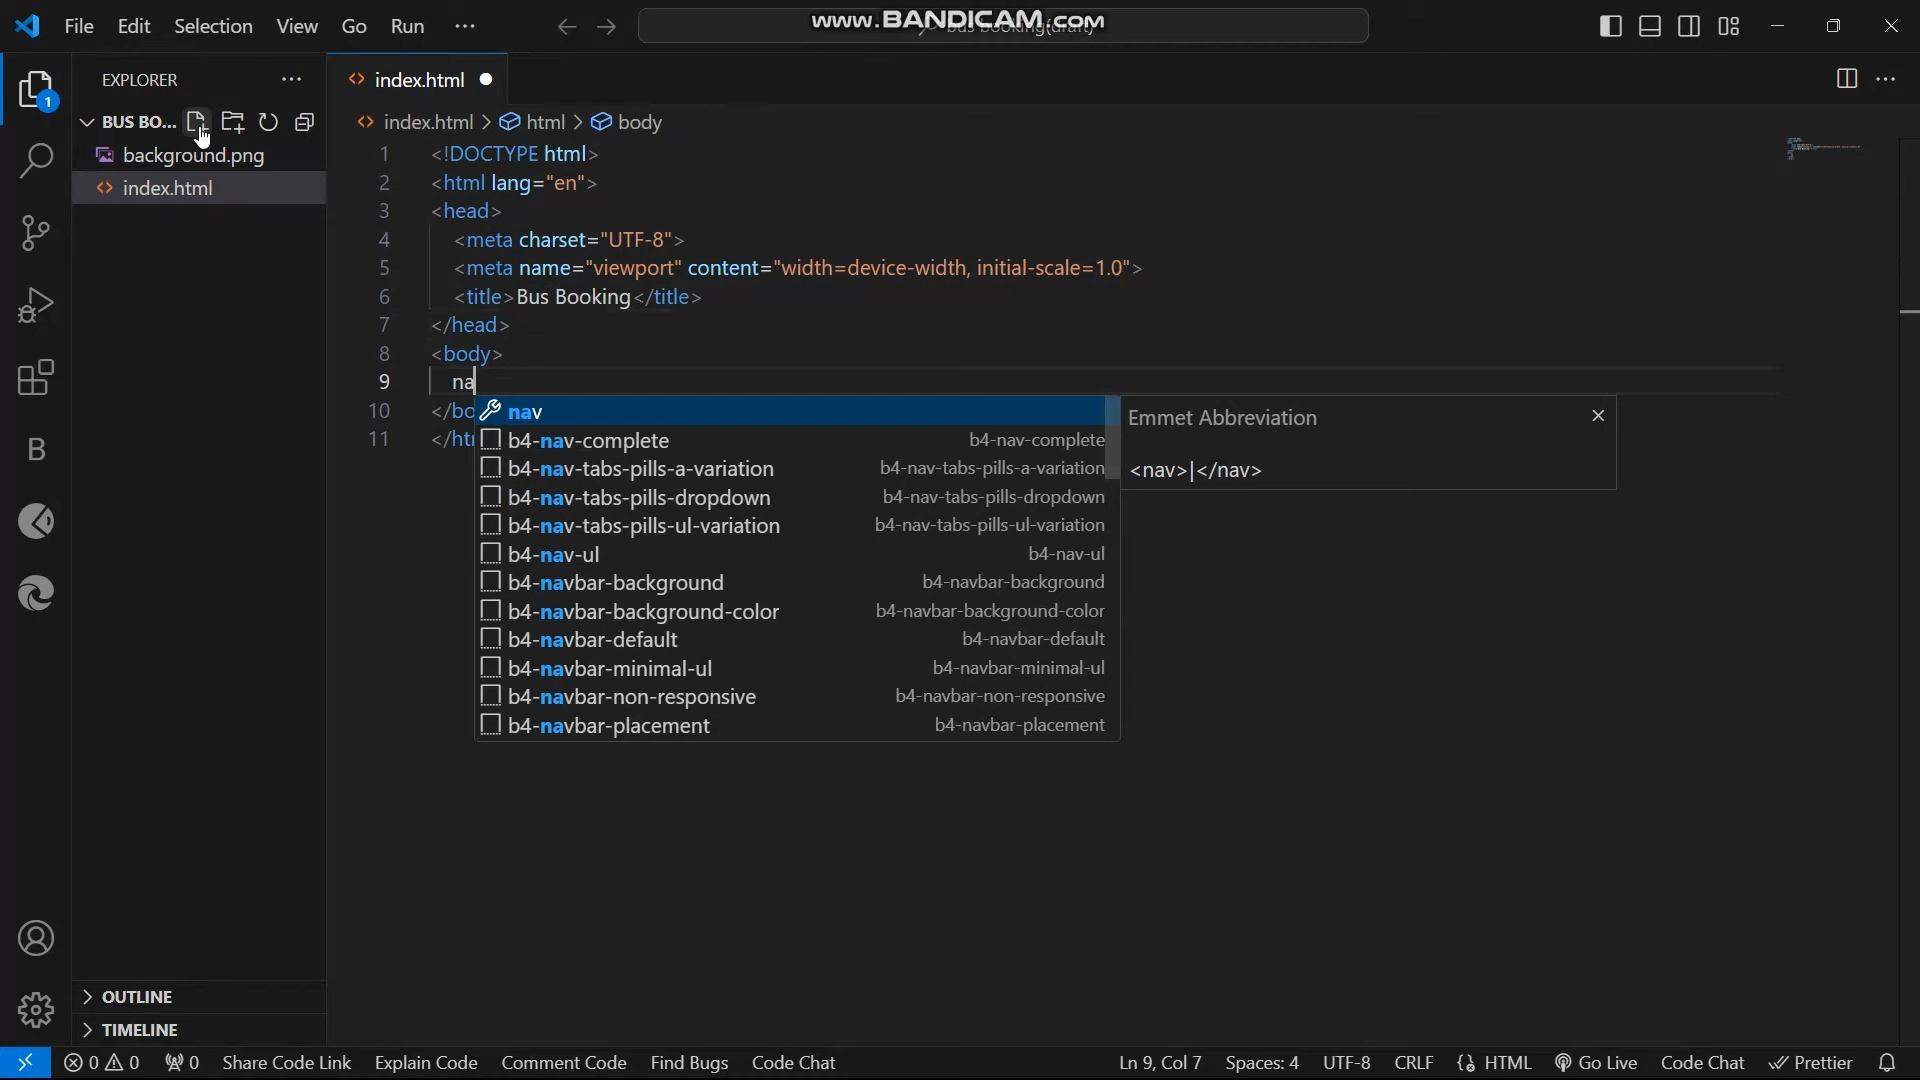 File Edit Selection View Go Run ···
www.BANDICAM.com
bus booking(draft)
EXPLORER
BUS BO...
background.png
index.html
OUTLINE
TIMELINE
index.html
index.html > html > body
1 <!DOCTYPE html>
2 <html lang="en">
3 <head>
4 <meta charset="UTF-8">
5 <meta name="viewport" content="width=device-width, initial-scale=1.0">
6 <title>Bus Booking</title>
7 </head>
8 <body>
9 na
10 </bo
11 </ht
nav
b4-nav-complete b4-nav-complete
b4-nav-tabs-pills-a-variation b4-nav-tabs-pills-a-variation
b4-nav-tabs-pills-dropdown b4-nav-tabs-pills-dropdown
b4-nav-tabs-pills-ul-variation b4-nav-tabs-pills-ul-variation
b4-nav-ul b4-nav-ul
b4-navbar-background b4-navbar-background
b4-navbar-background-color b4-navbar-background-color
b4-navbar-default b4-navbar-default
b4-navbar-minimal-ul b4-navbar-minimal-ul
b4-navbar-non-responsive b4-navbar-non-responsive
b4-navbar-placement b4-navbar-placement
Emmet Abbreviation
<nav>|</nav>
1
B
0 0 0 Share Code Link Explain Code Comment Code Find Bugs Code Chat Ln 9, Col 7 Spaces: 4 UTF-8 CRLF {} HTML Go Live Code Chat Prettier